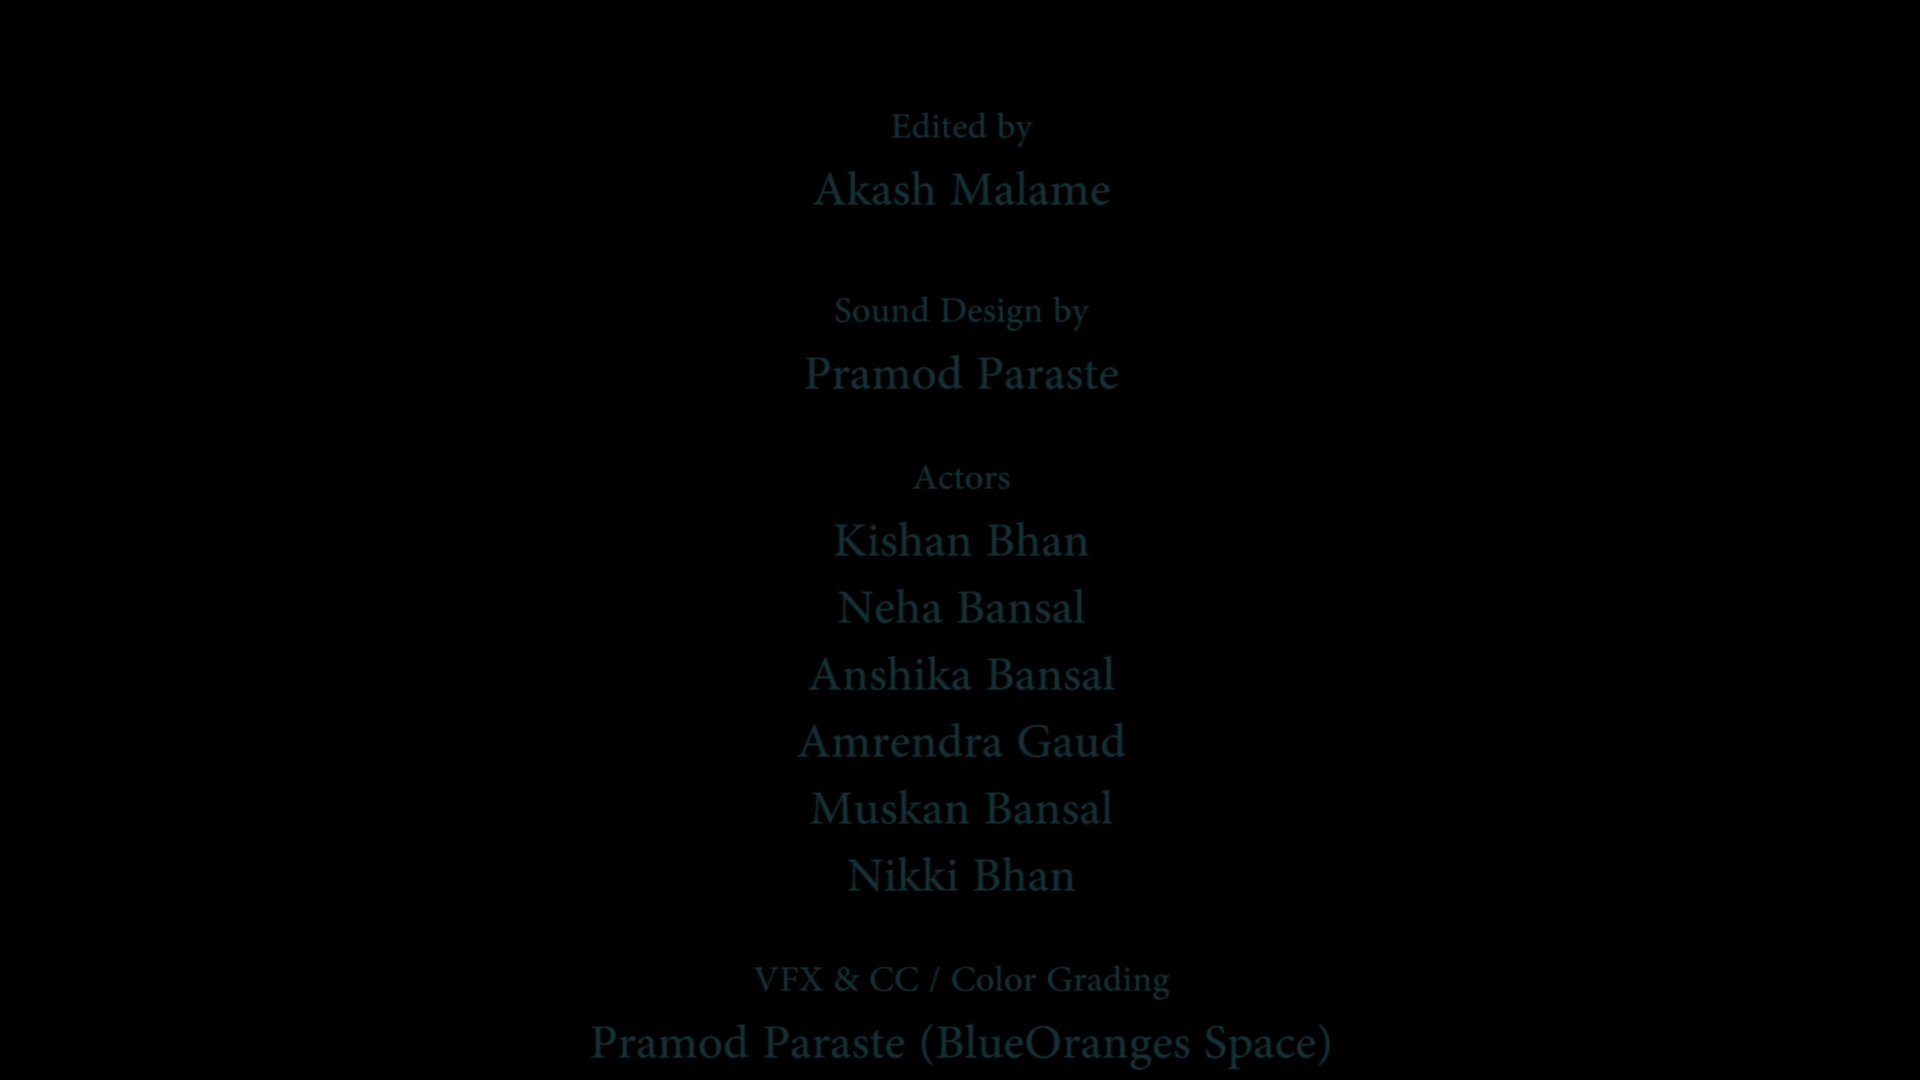 Edited by
Akash Malame
Sound Design by
Pramod Paraste
Actors
Kishan Bhan
Neha Bansal
Anshika Bansal
Amrendra Gaud
Muskan Bansal
Nikki Bhan
VFX & CC / Color Grading
Pramod Paraste (BlueOranges Space)